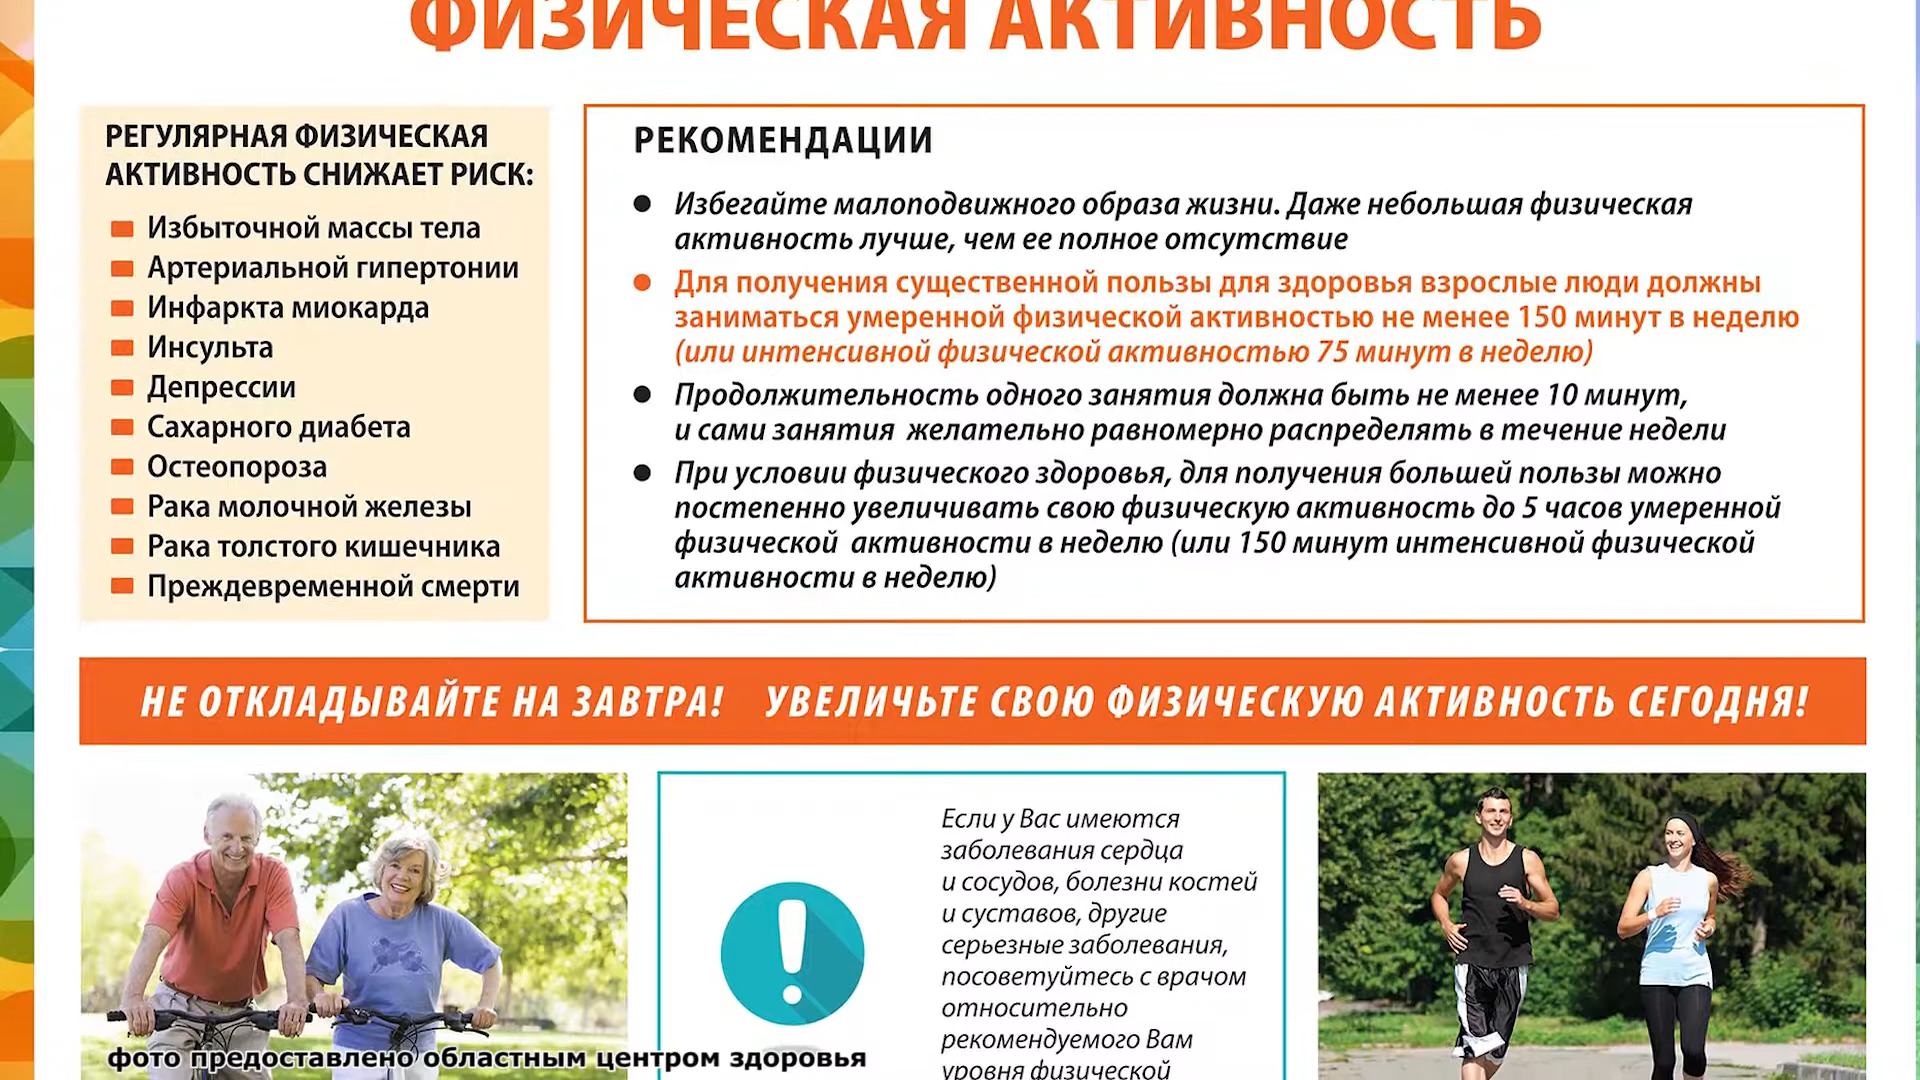 ФИЗИЧЕСКАЯ АКТИВНОСТЬ
РЕГУЛЯРНАЯ ФИЗИЧЕСКАЯ
АКТИВНОСТЬ СНИЖАЕТ РИСК:
Избыточной массы тела
Артериальной гипертонии
Инфаркта миокарда
Инсульта
Депрессии
Сахарного диабета
Остеопороза
Рака молочной железы
Рака толстого кишечника
Преждевременной смерти
РЕКОМЕНДАЦИИ
Избегайте малоподвижного образа жизни. Даже небольшая физическая
активность лучше, чем ее полное отсутствие
Для получения существенной пользы для здоровья взрослые люди должны
заниматься умеренной физической активностью не менее 150 минут в неделю
(или интенсивной физической активностью 75 минут в неделю)
Продолжительность одного занятия должна быть не менее 10 минут,
и сами занятия желательно равномерно распределять в течение недели
При условии физического здоровья, для получения большей пользы можно
постепенно увеличивать свою физическую активность до 5 часов умеренной
физической активности в неделю (или 150 минут интенсивной физической
активности в неделю)
НЕ ОТКЛАДЫВАЙТЕ НА ЗАВТРА! УВЕЛИЧЬТЕ СВОЮ ФИЗИЧЕСКУЮ АКТИВНОСТЬ СЕГОДНЯ!
Если у Вас имеются
заболевания сердца
и сосудов, болезни костей
и суставов, другие
серьезные заболевания,
посоветуйтесь с врачом
относительно
рекомендуемого Вам
уровня физической
фото предоставлено областным центром здоровья